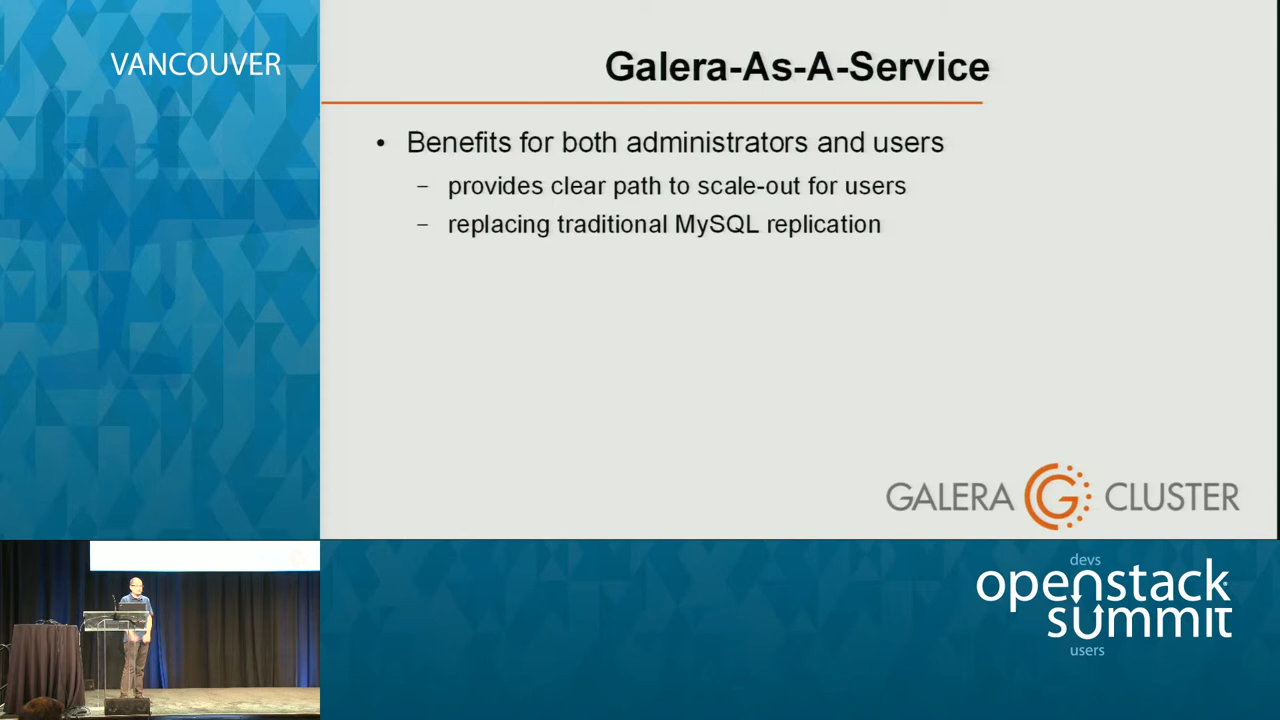 VANCOUVER
Galera-As-A-Service
• Benefits for both administrators and users
– provides clear path to scale-out for users
– replacing traditional MySQL replication
GALERA G CLUSTER
devs
openstack
summit
users